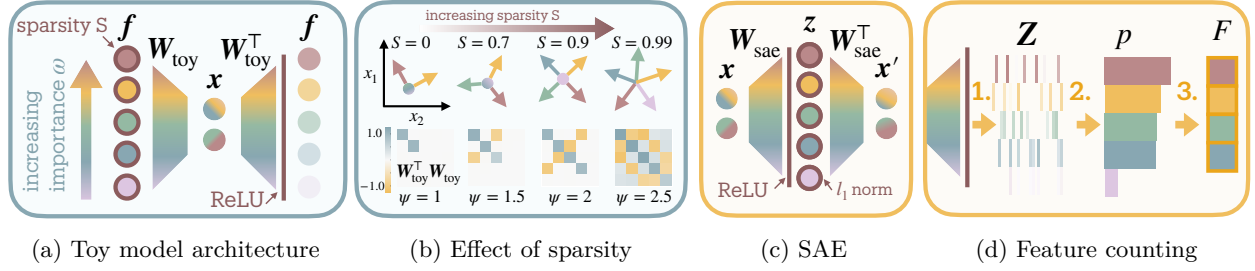 sparsity S
f
f
W_toy
W_toy^⊤
x
increasing importance ω
ReLU
(a) Toy model architecture
increasing sparsity S
S = 0
S = 0.7
S = 0.9
S = 0.99
x_1
x_2
1.0
−1.0
W_toy^⊤ W_toy
ψ = 1
ψ = 1.5
ψ = 2
ψ = 2.5
(b) Effect of sparsity
W_sae
z
W_sae^⊤
x
x′
ReLU
l_1 norm
(c) SAE
Z
p
F
1.
2.
3.
(d) Feature counting